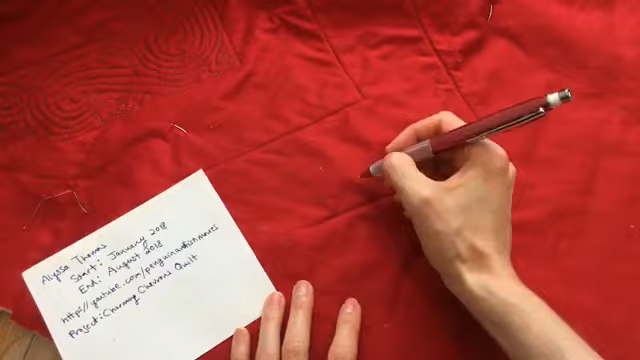 Alyssa Thomas
Start: January 2018
End: August 2018
http://youtube.com/penguinandfishmovies
Project: Charming Chevrons Quilt